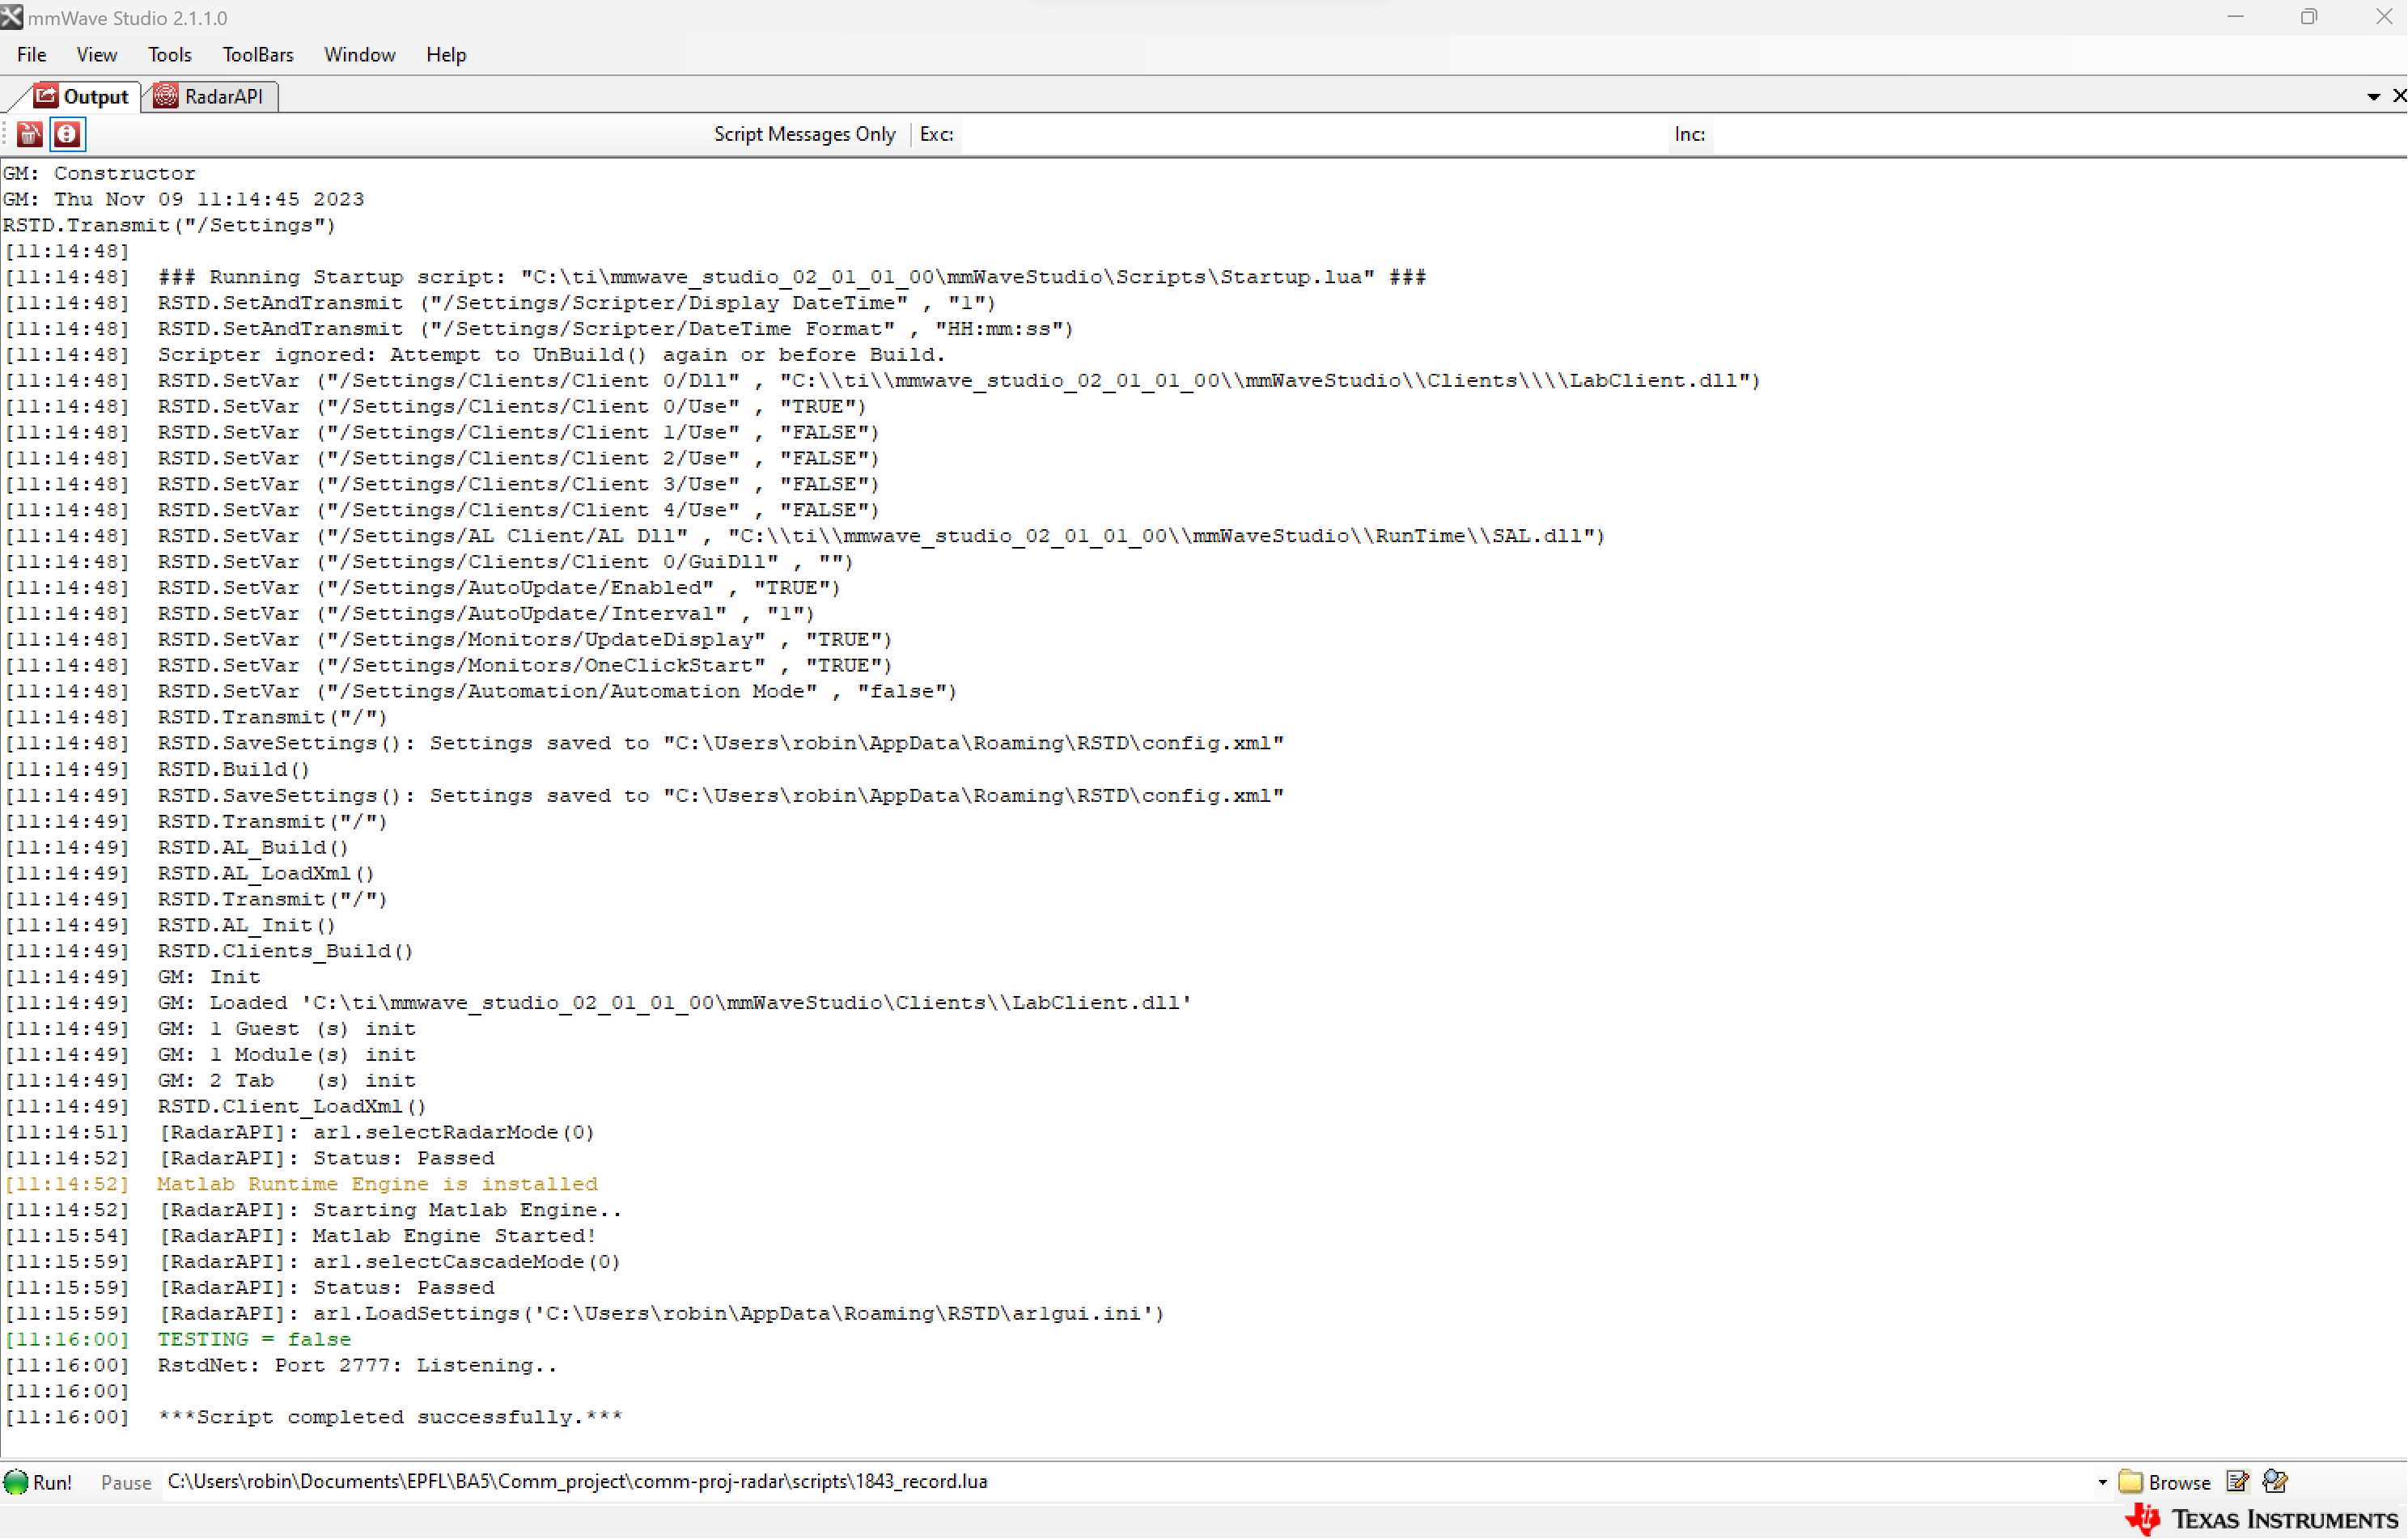 mmWave Studio 2.1.1.0
File View Tools ToolBars Window Help
Output RadarAPI
Script Messages Only Exc: Inc:
GM: Constructor
GM: Thu Nov 09 11:14:45 2023
RSTD.Transmit("/Settings")
[11:14:48]
[11:14:48] ### Running Startup script: "C:\ti\mmwave_studio_02_01_01_00\mmWaveStudio\Scripts\Startup.lua" ###
[11:14:48] RSTD.SetAndTransmit ("/Settings/Scripter/Display DateTime" , "1")
[11:14:48] RSTD.SetAndTransmit ("/Settings/Scripter/DateTime Format" , "HH:mm:ss")
[11:14:48] Scripter ignored: Attempt to UnBuild() again or before Build.
[11:14:48] RSTD.SetVar ("/Settings/Clients/Client 0/Dll" , "C:\\ti\\mmwave_studio_02_01_01_00\\mmWaveStudio\\Clients\\\\LabClient.dll")
[11:14:48] RSTD.SetVar ("/Settings/Clients/Client 0/Use" , "TRUE")
[11:14:48] RSTD.SetVar ("/Settings/Clients/Client 1/Use" , "FALSE")
[11:14:48] RSTD.SetVar ("/Settings/Clients/Client 2/Use" , "FALSE")
[11:14:48] RSTD.SetVar ("/Settings/Clients/Client 3/Use" , "FALSE")
[11:14:48] RSTD.SetVar ("/Settings/Clients/Client 4/Use" , "FALSE")
[11:14:48] RSTD.SetVar ("/Settings/AL Client/AL Dll" , "C:\\ti\\mmwave_studio_02_01_01_00\\mmWaveStudio\\RunTime\\SAL.dll")
[11:14:48] RSTD.SetVar ("/Settings/Clients/Client 0/GuiDll" , "")
[11:14:48] RSTD.SetVar ("/Settings/AutoUpdate/Enabled" , "TRUE")
[11:14:48] RSTD.SetVar ("/Settings/AutoUpdate/Interval" , "1")
[11:14:48] RSTD.SetVar ("/Settings/Monitors/UpdateDisplay" , "TRUE")
[11:14:48] RSTD.SetVar ("/Settings/Monitors/OneClickStart" , "TRUE")
[11:14:48] RSTD.SetVar ("/Settings/Automation/Automation Mode" , "false")
[11:14:48] RSTD.Transmit("/")
[11:14:48] RSTD.SaveSettings(): Settings saved to "C:\Users\robin\AppData\Roaming\RSTD\config.xml"
[11:14:49] RSTD.Build()
[11:14:49] RSTD.SaveSettings(): Settings saved to "C:\Users\robin\AppData\Roaming\RSTD\config.xml"
[11:14:49] RSTD.Transmit("/")
[11:14:49] RSTD.AL_Build()
[11:14:49] RSTD.AL_LoadXml()
[11:14:49] RSTD.Transmit("/")
[11:14:49] RSTD.AL_Init()
[11:14:49] RSTD.Clients_Build()
[11:14:49] GM: Init
[11:14:49] GM: Loaded 'C:\ti\mmwave_studio_02_01_01_00\mmWaveStudio\Clients\\LabClient.dll'
[11:14:49] GM: 1 Guest (s) init
[11:14:49] GM: 1 Module(s) init
[11:14:49] GM: 2 Tab (s) init
[11:14:49] RSTD.Client_LoadXml()
[11:14:51] [RadarAPI]: ar1.selectRadarMode(0)
[11:14:52] [RadarAPI]: Status: Passed
[11:14:52] Matlab Runtime Engine is installed
[11:14:52] [RadarAPI]: Starting Matlab Engine..
[11:15:54] [RadarAPI]: Matlab Engine Started!
[11:15:59] [RadarAPI]: ar1.selectCascadeMode(0)
[11:15:59] [RadarAPI]: Status: Passed
[11:15:59] [RadarAPI]: ar1.LoadSettings('C:\Users\robin\AppData\Roaming\RSTD\ar1gui.ini')
[11:16:00] TESTING = false
[11:16:00] RstdNet: Port 2777: Listening..
[11:16:00]
[11:16:00] ***Script completed successfully.***
Run! Pause C:\Users\robin\Documents\EPFL\BA5\Comm_project\comm-proj-radar\scripts\1843_record.lua Browse
TEXAS INSTRUMENTS